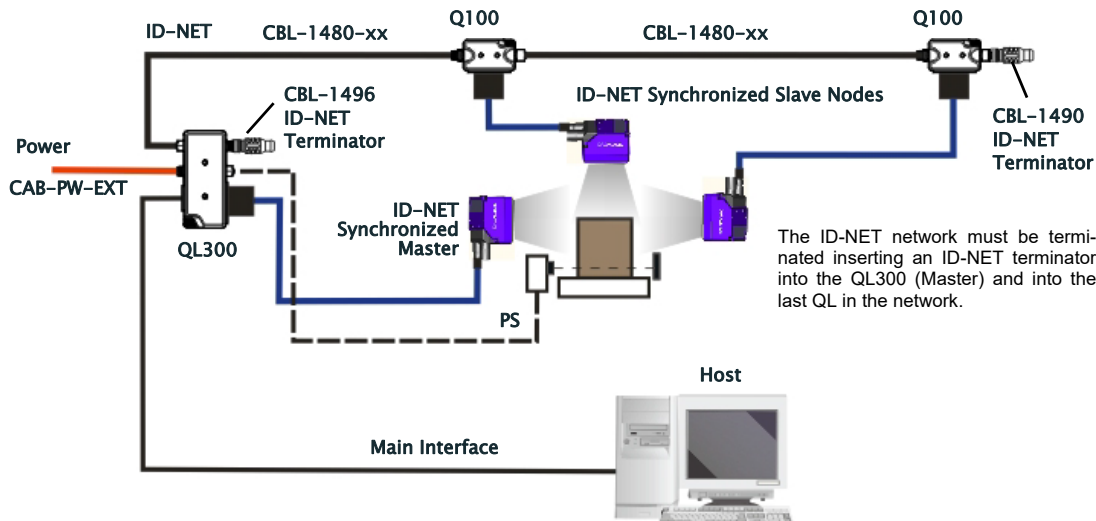 Q100
Q100
ID-NET
CBL-1480-xx
CBL-1480-xx
CBL-1496
ID-NET
Terminator
ID-NET Synchronized Slave Nodes
CBL-1490
ID-NET
Terminator
Power
CAB-PW-EXT
QL300
ID-NET
Synchronized
Master
The ID-NET network must be termi-
nated inserting an ID-NET terminator
into the QL300 (Master) and into the
last QL in the network.
PS
Host
Main Interface